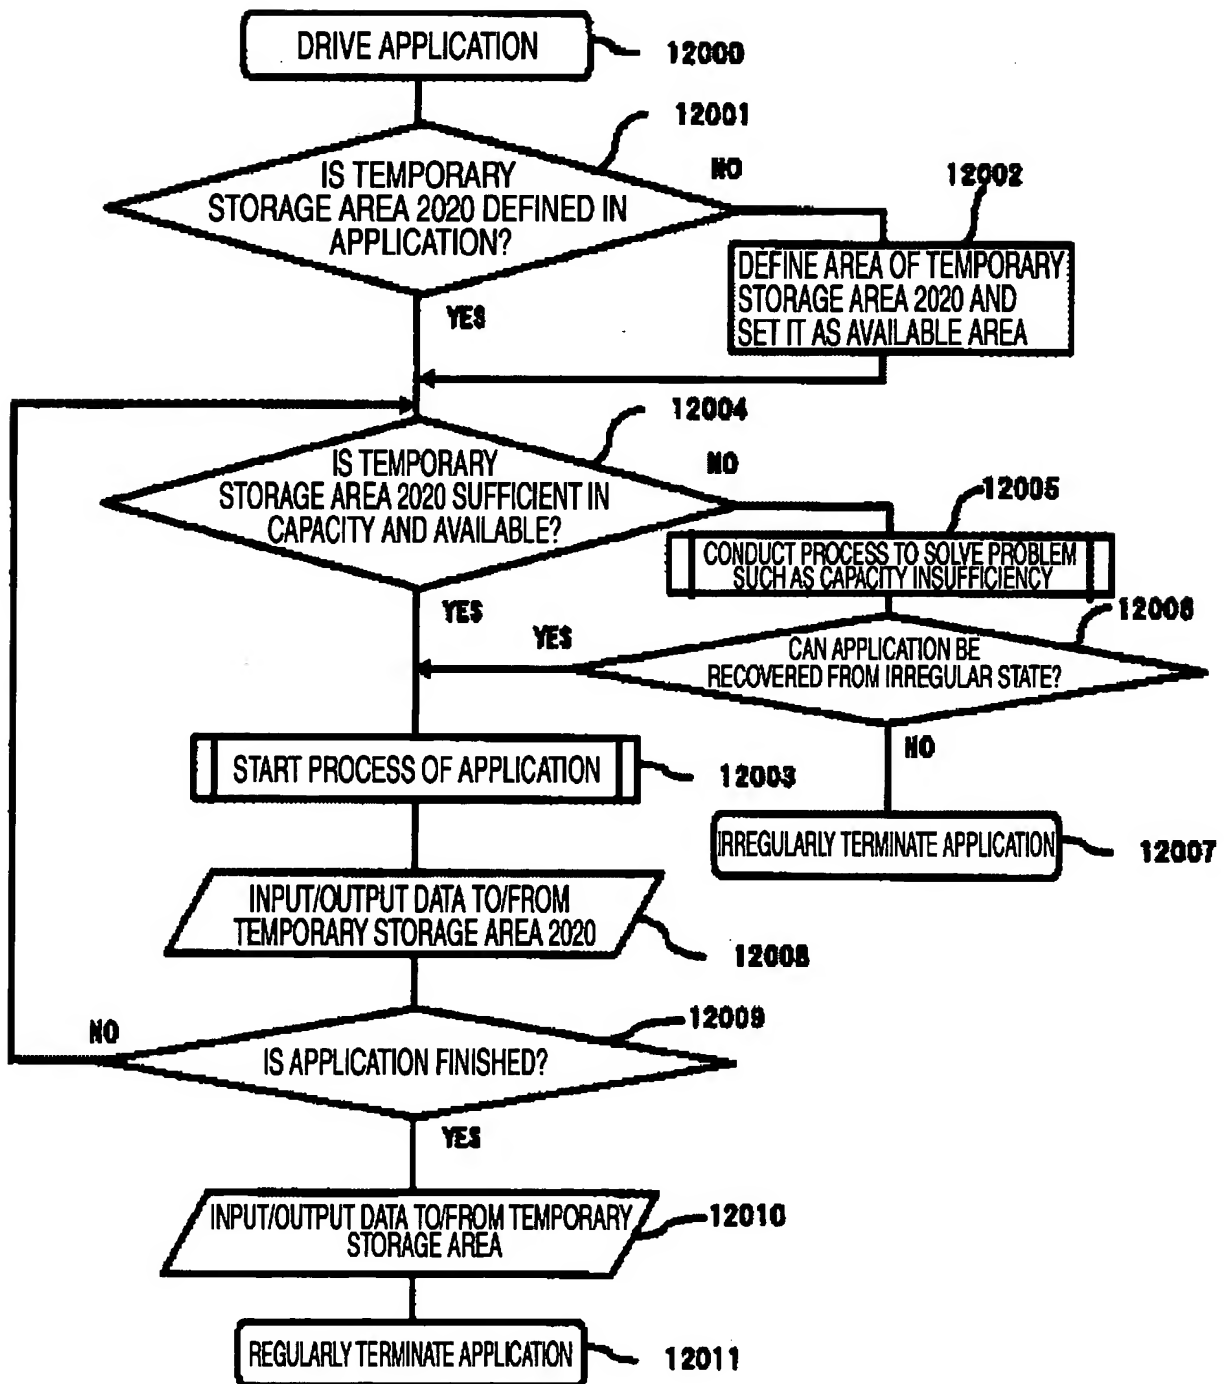 DRIVE APPLICATION
12000
12001
IS TEMPORARY
STORAGE AREA 2020 DEFINED IN
APPLICATION?
NO
12002
DEFINE AREA OF TEMPORARY
STORAGE AREA 2020 AND
SET IT AS AVAILABLE AREA
YES
12004
IS TEMPORARY
STORAGE AREA 2020 SUFFICIENT IN
CAPACITY AND AVAILABLE?
NO
12005
CONDUCT PROCESS TO SOLVE PROBLEM
SUCH AS CAPACITY INSUFFICIENCY
YES
YES
12006
CAN APPLICATION BE
RECOVERED FROM IRREGULAR STATE?
NO
START PROCESS OF APPLICATION
12003
IRREGULARLY TERMINATE APPLICATION
12007
INPUT/OUTPUT DATA TO/FROM
TEMPORARY STORAGE AREA 2020
12008
NO
12009
IS APPLICATION FINISHED?
YES
INPUT/OUTPUT DATA TO/FROM TEMPORARY
STORAGE AREA
12010
REGULARLY TERMINATE APPLICATION
12011